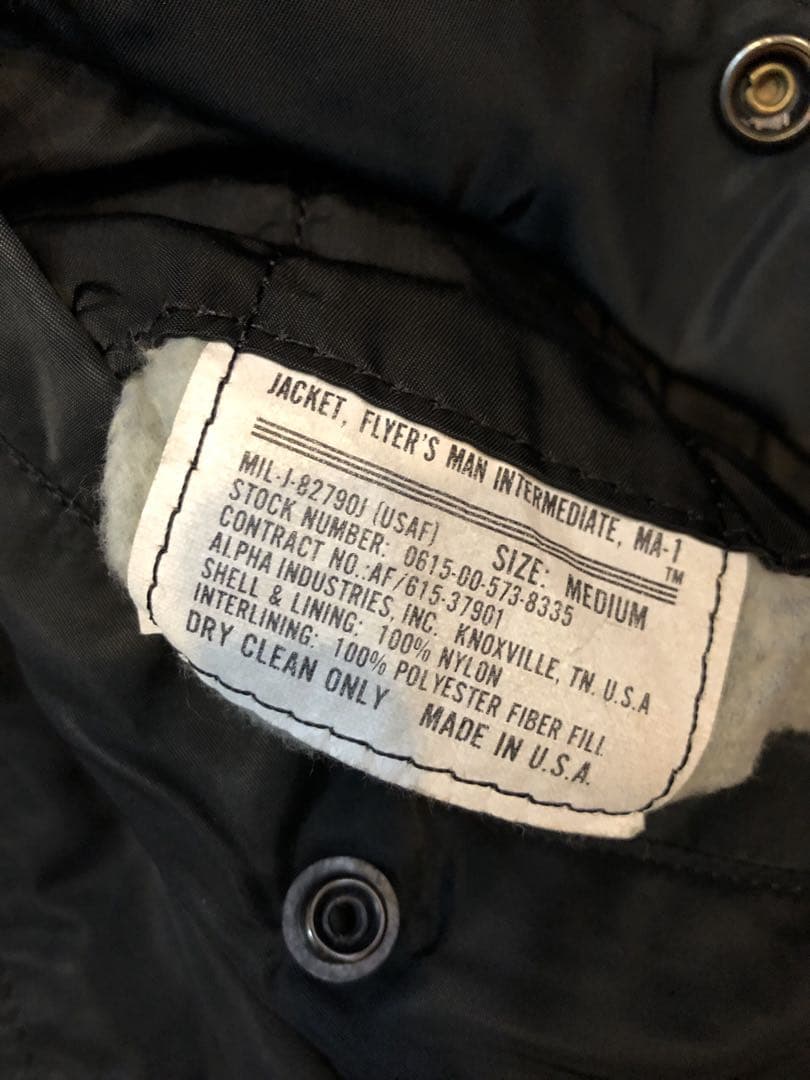 JACKET, FLYER'S MAN INTERMEDIATE, MA-1
TM
MIL-J-82790J (USAF) SIZE: MEDIUM
STOCK NUMBER: 0615-00-573-8335
CONTRACT NO.:AF/615-37901
ALPHA INDUSTRIES, INC. KNOXVILLE, TN. U.S.A
SHELL & LINING: 100% NYLON
INTERLINING: 100% POLYESTER FIBER FILL
DRY CLEAN ONLY MADE IN U.S.A.